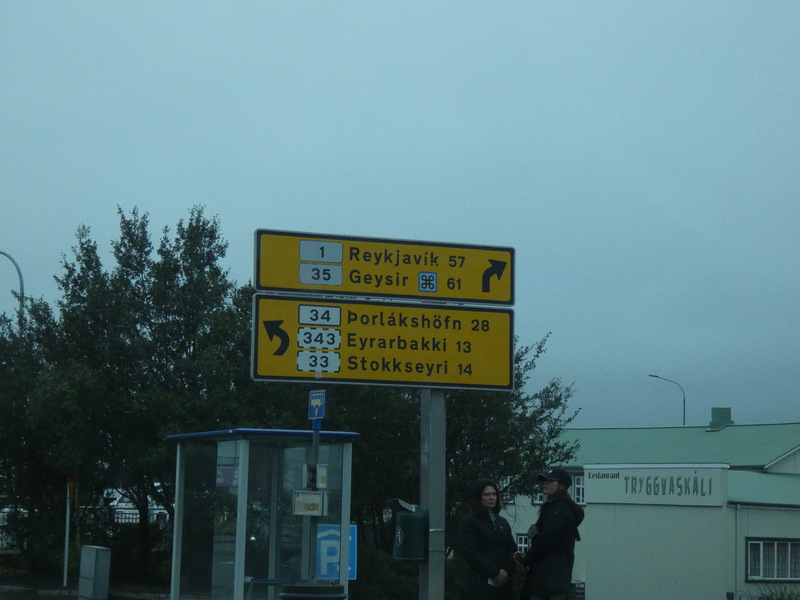 1 Reykjavík 57
35 Geysir ⌘ 61
34 Þorlákshöfn 28
343 Eyrarbakki 13
33 Stokkseyri 14
P
Restaurant TRYGGVASKÁLI